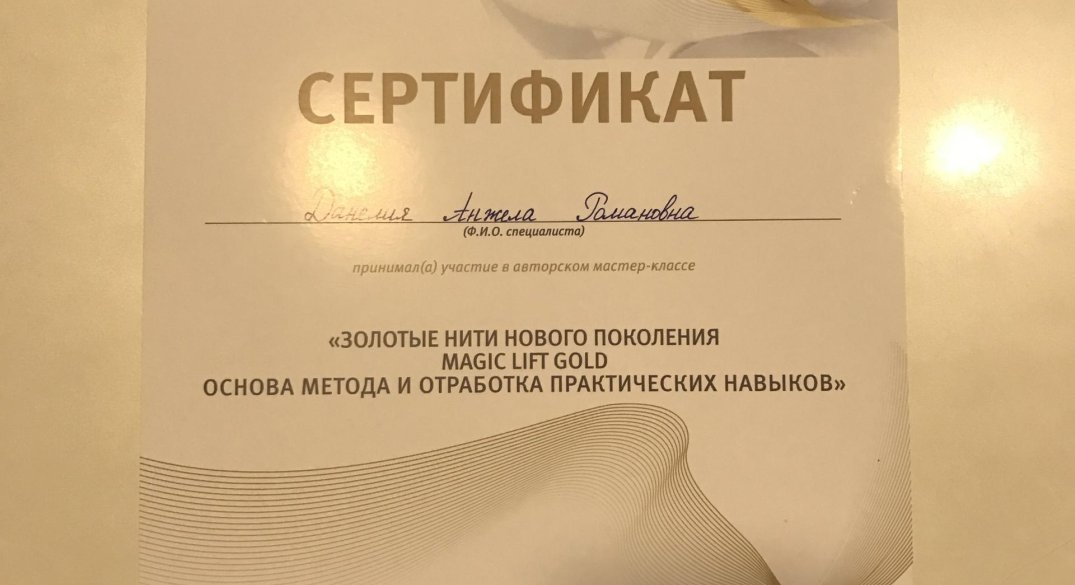 СЕРТИФИКАТ
Данелия Анжела Романовна
(Ф.И.О. специалиста)
принимал(а) участие в авторском мастер-классе
«ЗОЛОТЫЕ НИТИ НОВОГО ПОКОЛЕНИЯ
MAGIC LIFT GOLD
ОСНОВА МЕТОДА И ОТРАБОТКА ПРАКТИЧЕСКИХ НАВЫКОВ»